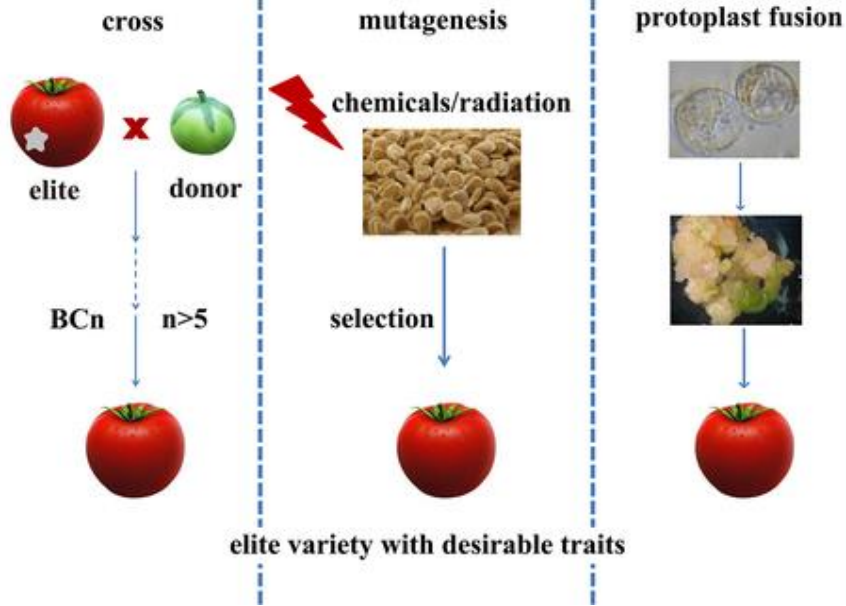 cross
mutagenesis
protoplast fusion
chemicals/radiation
x
elite
donor
BCn
n>5
selection
elite variety with desirable traits